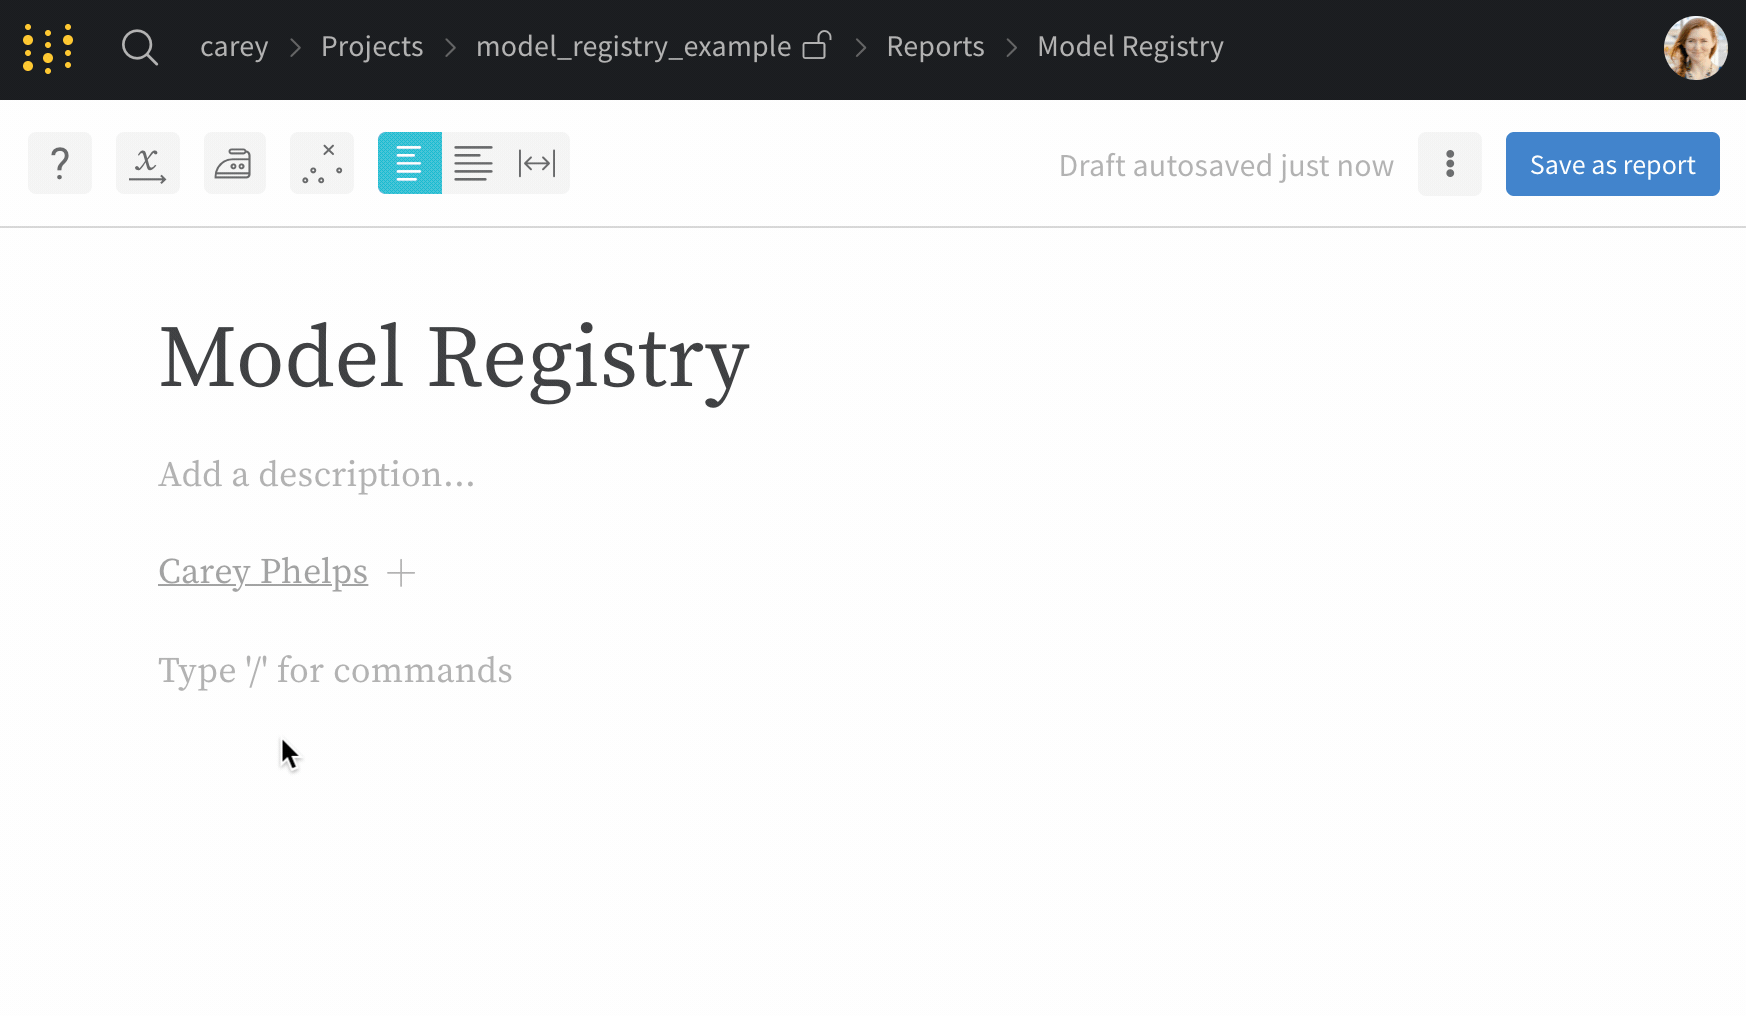 carey > Projects > model_registry_example > Reports > Model Registry
? x Draft autosaved just now Save as report
Model Registry
Add a description...
Carey Phelps +
Type '/' for commands